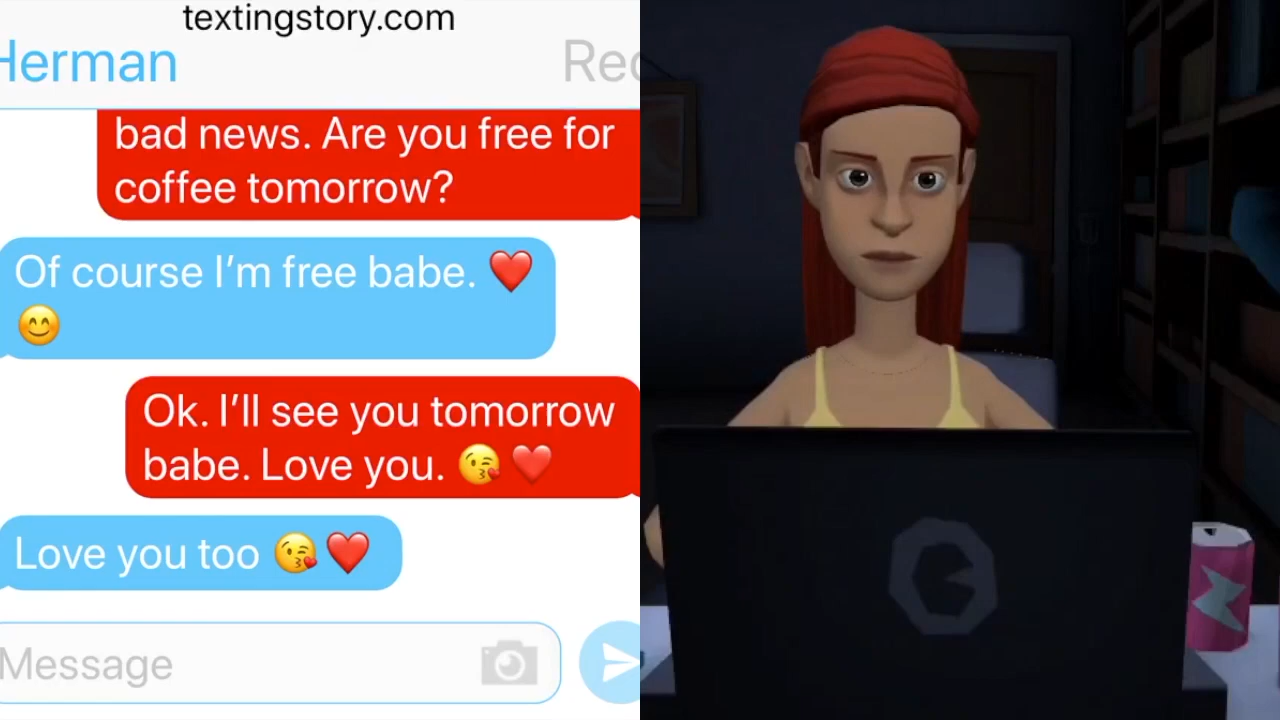 textingstory.com
Herman
Rec
bad news. Are you free for
coffee tomorrow?
Of course I’m free babe. ❤️
😊
Ok. I’ll see you tomorrow
babe. Love you. 😘 ❤️
Love you too 😘❤️
Message